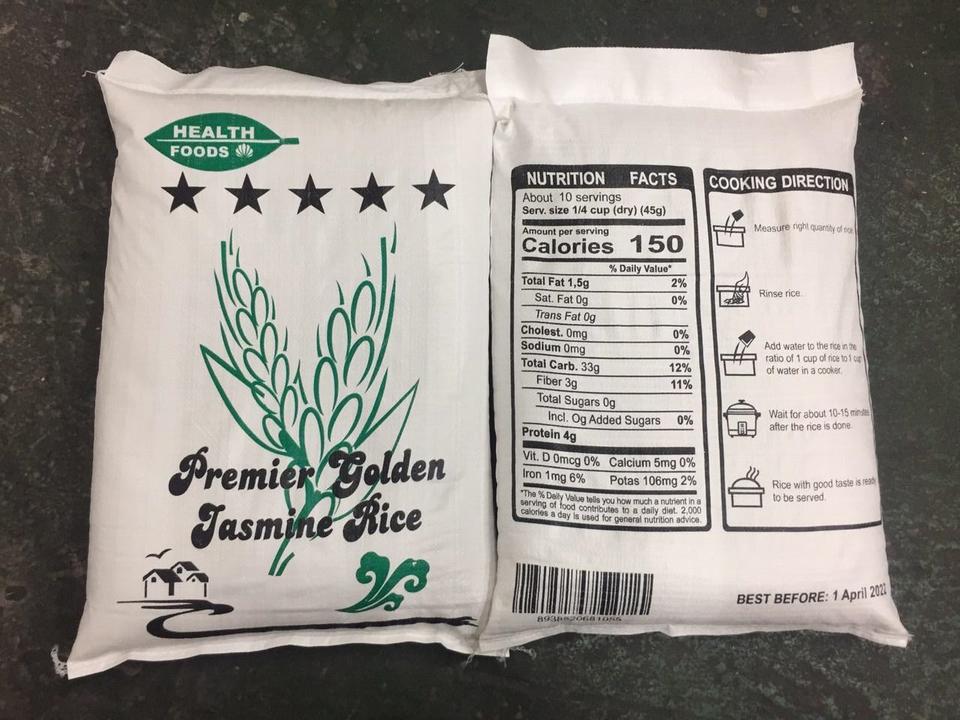 HEALTH
FOODS
Premier Golden
Jasmine Rice
NUTRITION FACTS
About 10 servings
Serv. size 1/4 cup (dry) (45g)
Amount per serving
Calories 150
% Daily Value*
Total Fat 1,5g 2%
Sat. Fat 0g 0%
Trans Fat 0g
Cholest. 0mg 0%
Sodium 0mg 0%
Total Carb. 33g 12%
Fiber 3g 11%
Total Sugars 0g
Incl. Og Added Sugars 0%
Protein 4g
Vit. D 0mcg 0% Calcium 5mg 0%
Iron 1mg 6% Potas 106mg 2%
*The % Daily Value tells you how much a nutrient in a
serving of food contributes to a daily diet. 2,000
calories a day is used for general nutrition advice.
COOKING DIRECTION
Measure right quantity of rice
Rinse rice.
Add water to the rice in the
ratio of 1 cup of rice to 1 cup
of water in a cooker.
Wait for about 10-15 minutes
after the rice is done.
Rice with good taste is ready
to be served.
BEST BEFORE: 1 April 2022